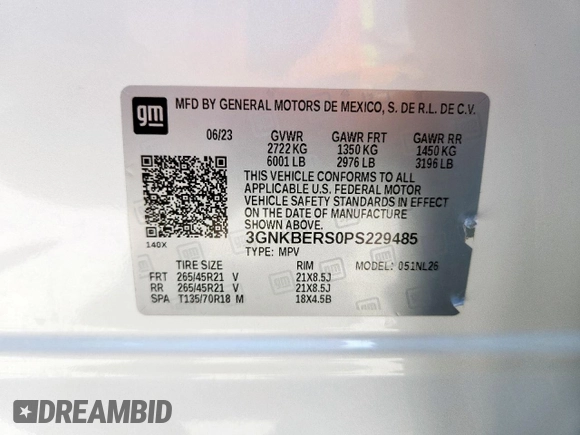 gm
MFD BY GENERAL MOTORS DE MEXICO, S. DE R.L. DE C.V.
06/23 GVWR GAWR FRT GAWR RR
2722 KG 1350 KG 1450 KG
6001 LB 2976 LB 3196 LB
THIS VEHICLE CONFORMS TO ALL
APPLICABLE U.S. FEDERAL MOTOR
VEHICLE SAFETY STANDARDS IN EFFECT
ON THE DATE OF MANUFACTURE
SHOWN ABOVE.
140X
3GNKBERS0PS229485
TYPE: MPV MODEL: 051NL26
TIRE SIZE RIM
FRT 265/45R21 V 21X8.5J
RR 265/45R21 V 21X8.5J
SPA T135/70R18 M 18X4.5B
#DREAMBID